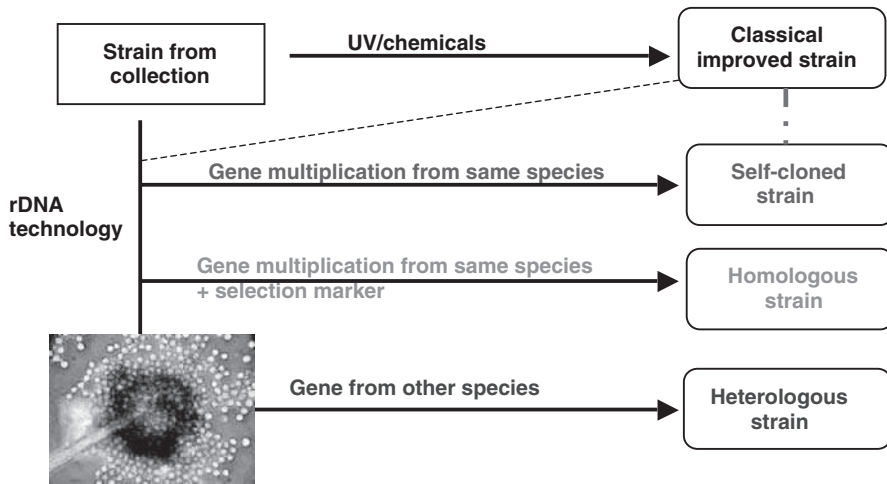 Strain from
collection
UV/chemicals
Classical
improved strain
Gene multiplication from same species
Self-cloned
strain
rDNA
technology
Gene multiplication from same species
+ selection marker
Homologous
strain
Gene from other species
Heterologous
strain